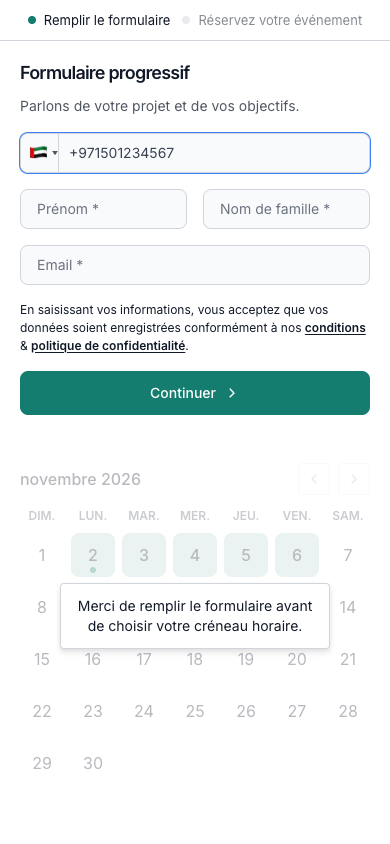 Remplir le formulaire Réservez votre événement
Formulaire progressif
Parlons de votre projet et de vos objectifs.
+971501234567
Prénom * Nom de famille *
Email *
En saisissant vos informations, vous acceptez que vos
données soient enregistrées conformément à nos conditions
& politique de confidentialité.
Continuer
novembre 2026
DIM. LUN. MAR. MER. JEU. VEN. SAM.
1 2 3 4 5 6 7
8 14
Merci de remplir le formulaire avant
de choisir votre créneau horaire.
15 16 17 18 19 20 21
22 23 24 25 26 27 28
29 30